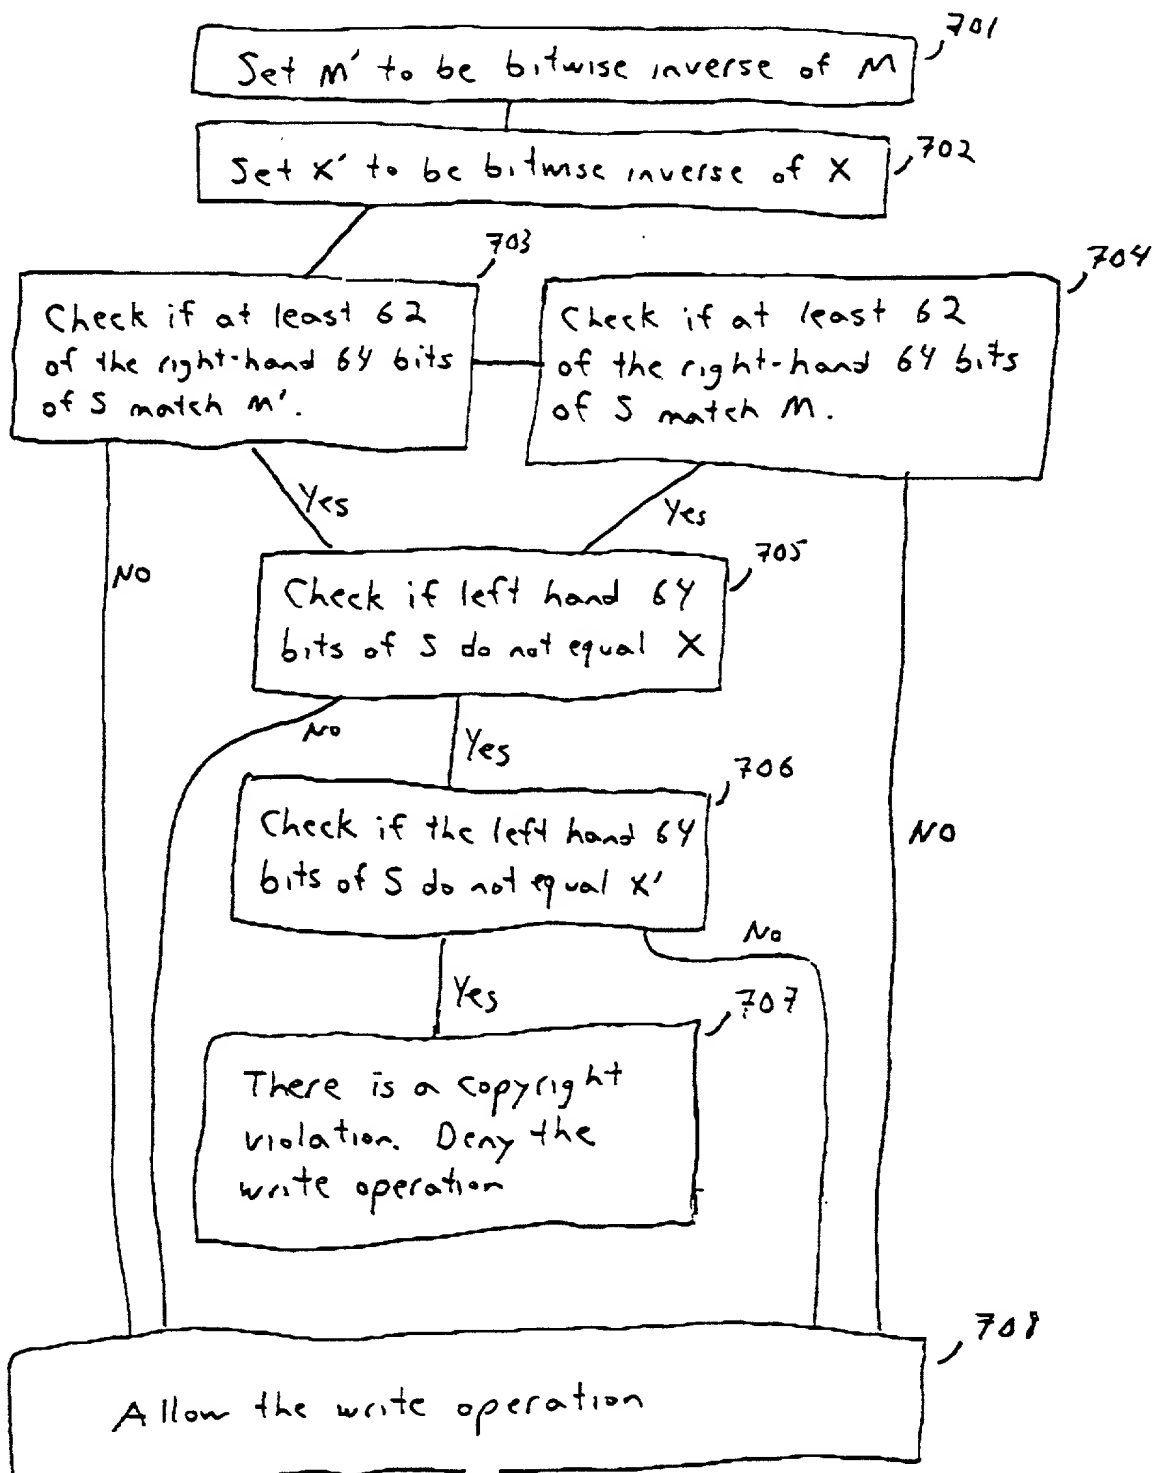 701
Set M' to be bitwise inverse of M
702
Set X' to be bitwise inverse of X
703
Check if at least 62
of the right-hand 64 bits
of S match M'.
704
Check if at least 62
of the right-hand 64 bits
of S match M.
Yes
Yes
NO
705
Check if left hand 64
bits of S do not equal X
No
Yes
706
Check if the left hand 64
bits of S do not equal X'
NO
No
Yes
707
There is a copyright
violation. Deny the
write operation
708
Allow the write operation